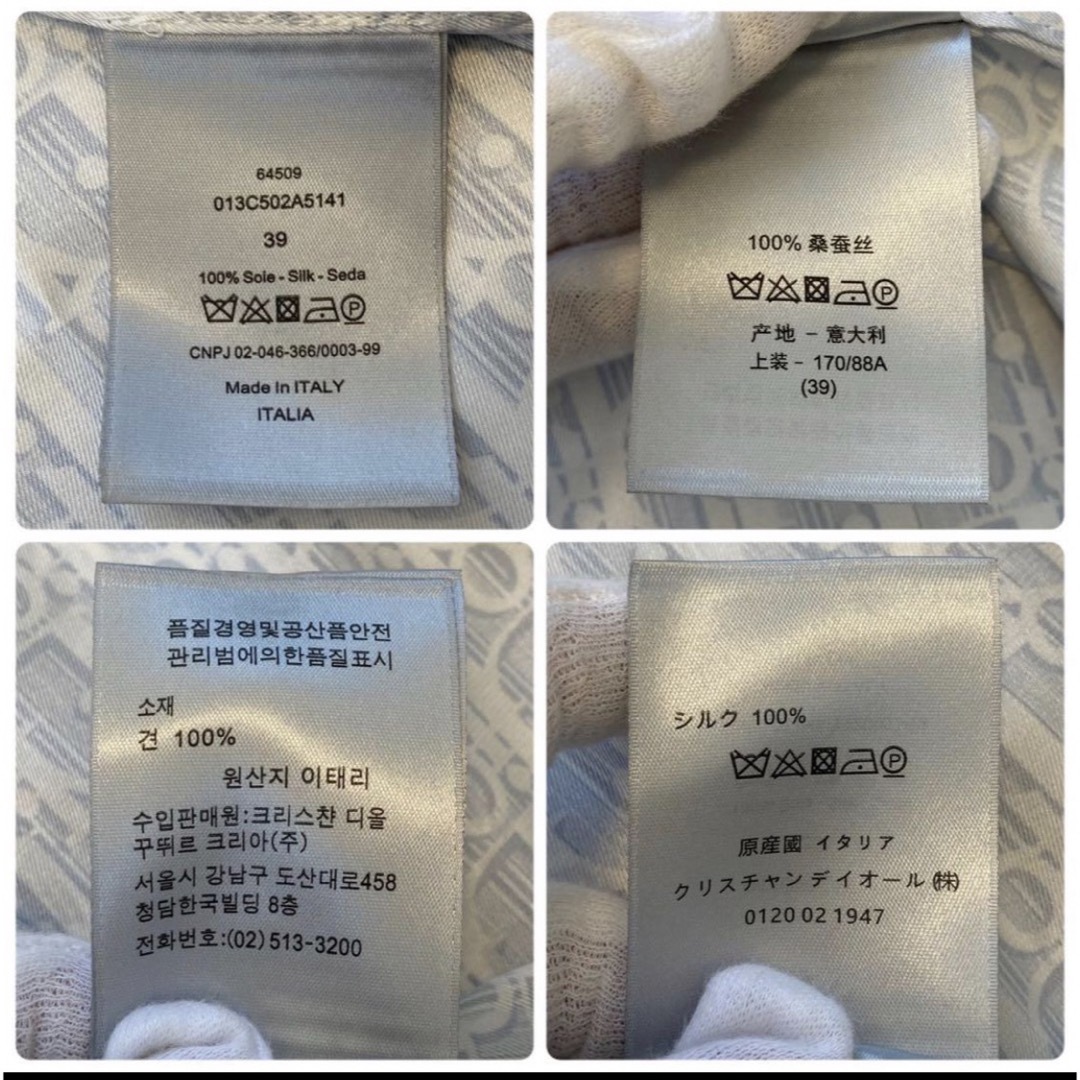 64509
013C502A5141
39
100% Sole - Silk - Seda
CNPJ 02-046-366/0003-99
Made In ITALY
ITALIA
100% 桑蚕丝
产地 - 意大利
上装 - 170/88A
(39)
픔질경영및공산픔안전
관리범에의한픔질표시
소재
견 100%
원산지 이태리
수입판매원:크리스챤 디올
꾸뛰르 크리아(주)
서울시 강남구 도산대로458
청담한국빌딩 8층
전화번호:(02)513-3200
シルク 100%
原産國 イタリア
クリスチャンデイオール ㈱
0120 02 1947